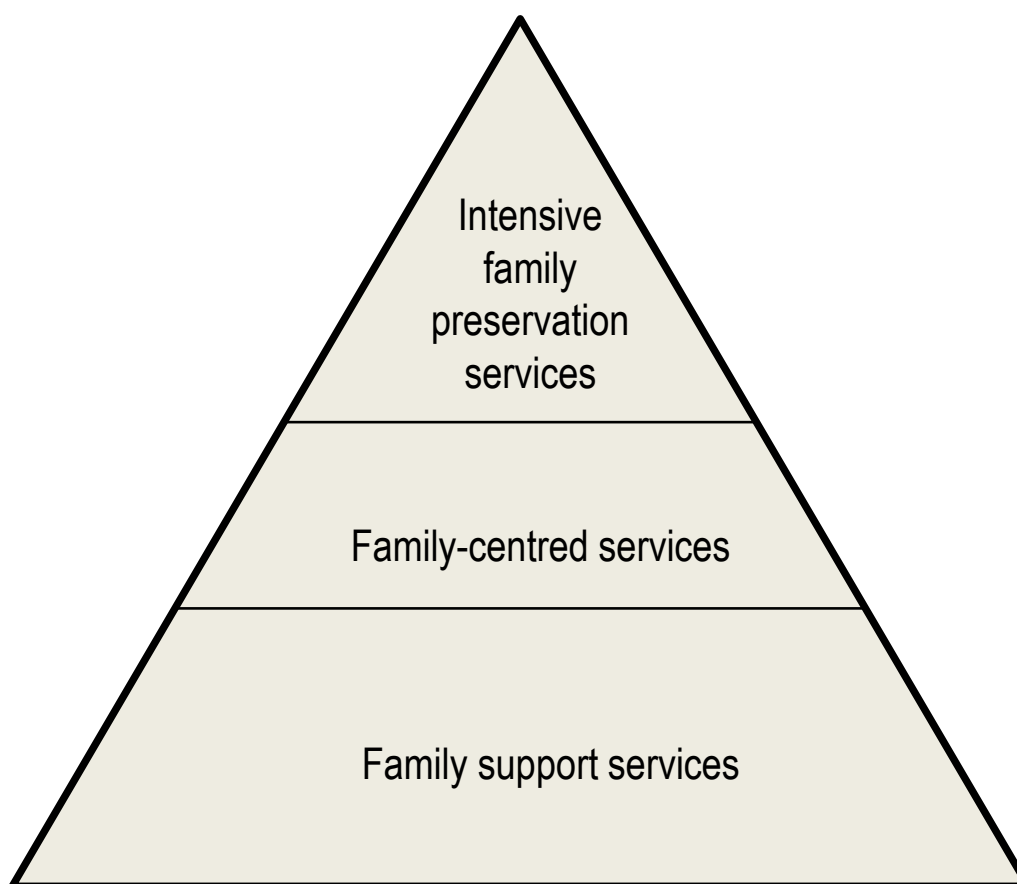 Intensive
family
preservation
services
Family-centred services
Family support services